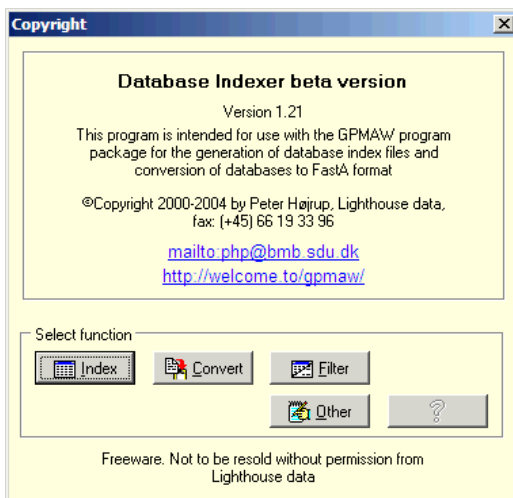 Copyright
Database Indexer beta version
Version 1.21
This program is intended for use with the GPMAW program
package for the generation of database index files and
conversion of databases to FastA format
©Copyright 2000-2004 by Peter Højrup, Lighthouse data,
fax: (+45) 66 19 33 96
mailto:php@bmb.sdu.dk
http://welcome.to/gpmaw/
Select function
Index Convert Filter
Other ?
Freeware. Not to be resold without permission from
Lighthouse data